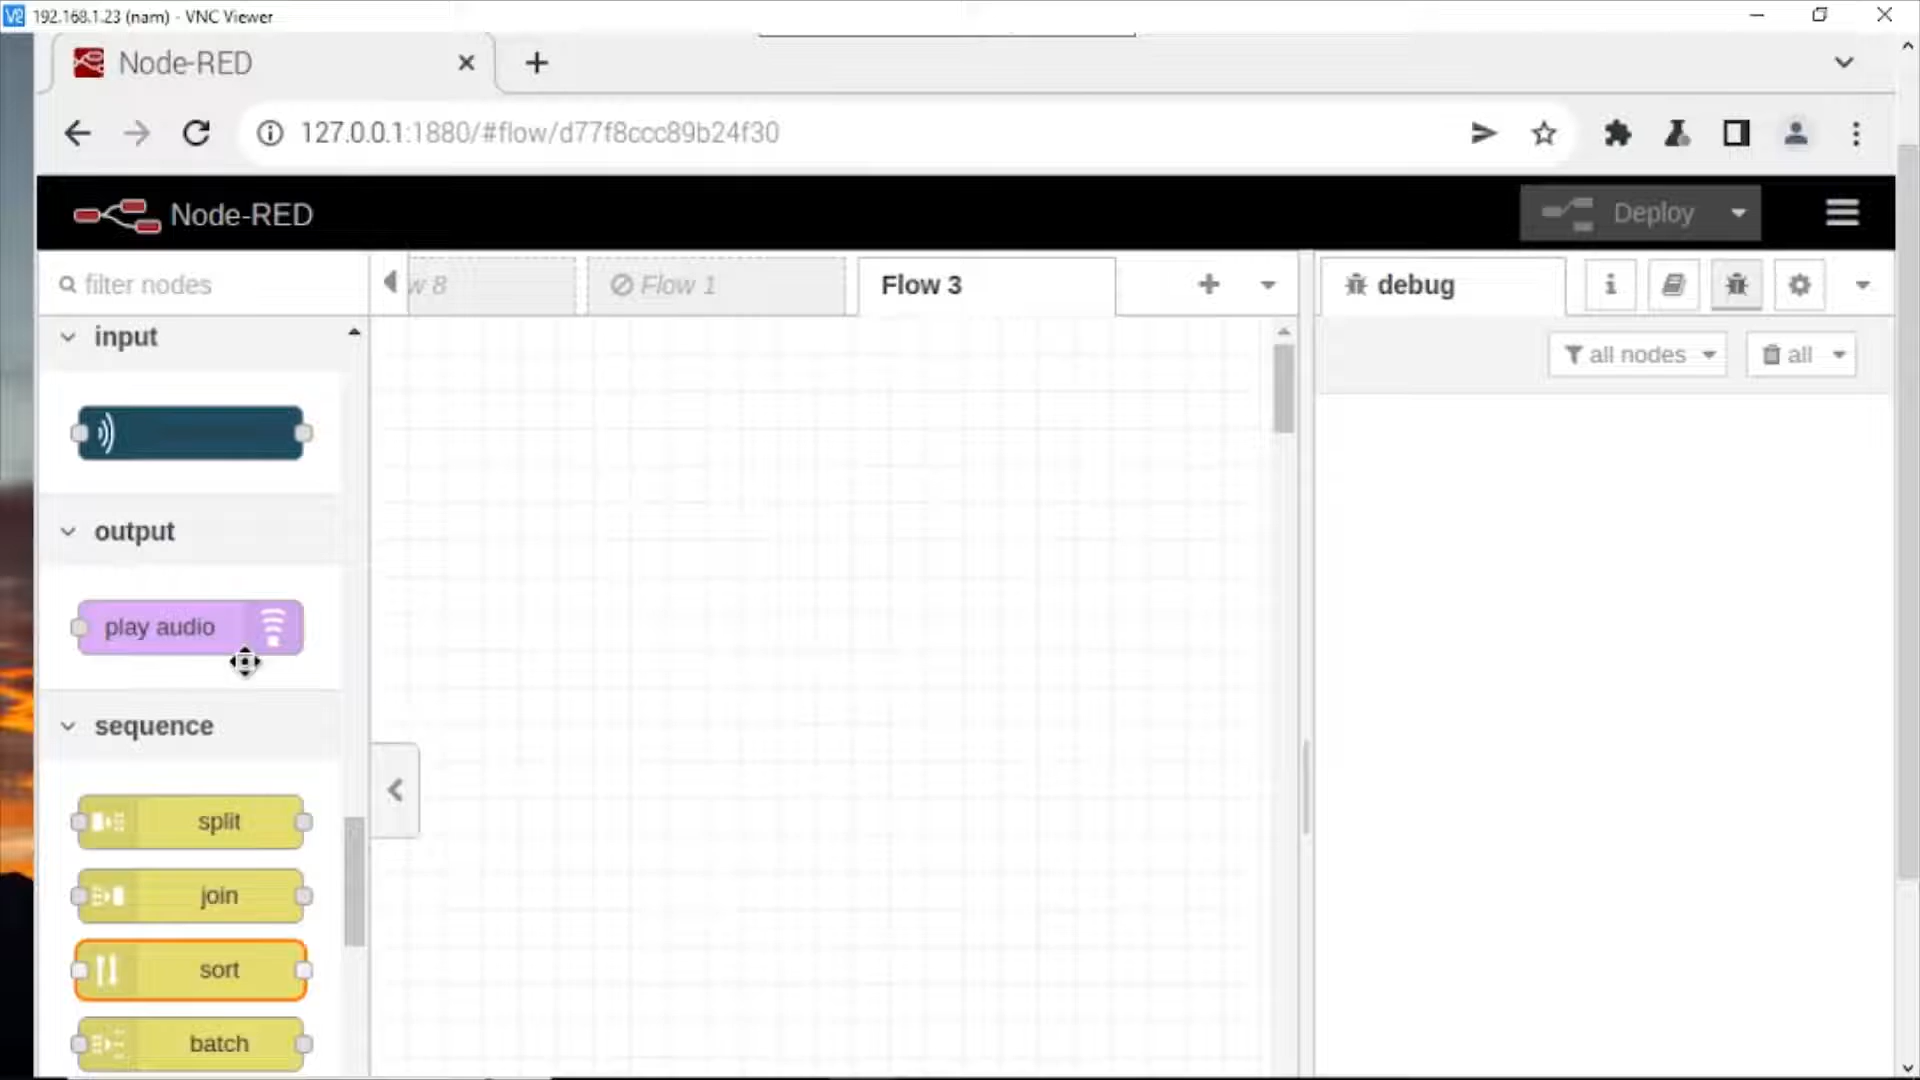 192.168.1.23 (nam) - VNC Viewer
Node-RED
127.0.0.1:1880/#flow/d77f8ccc89b24f30
Node-RED
Deploy
filter nodes
w 8
Flow 1
Flow 3
debug
input
all nodes
all
output
play audio
sequence
split
join
sort
batch